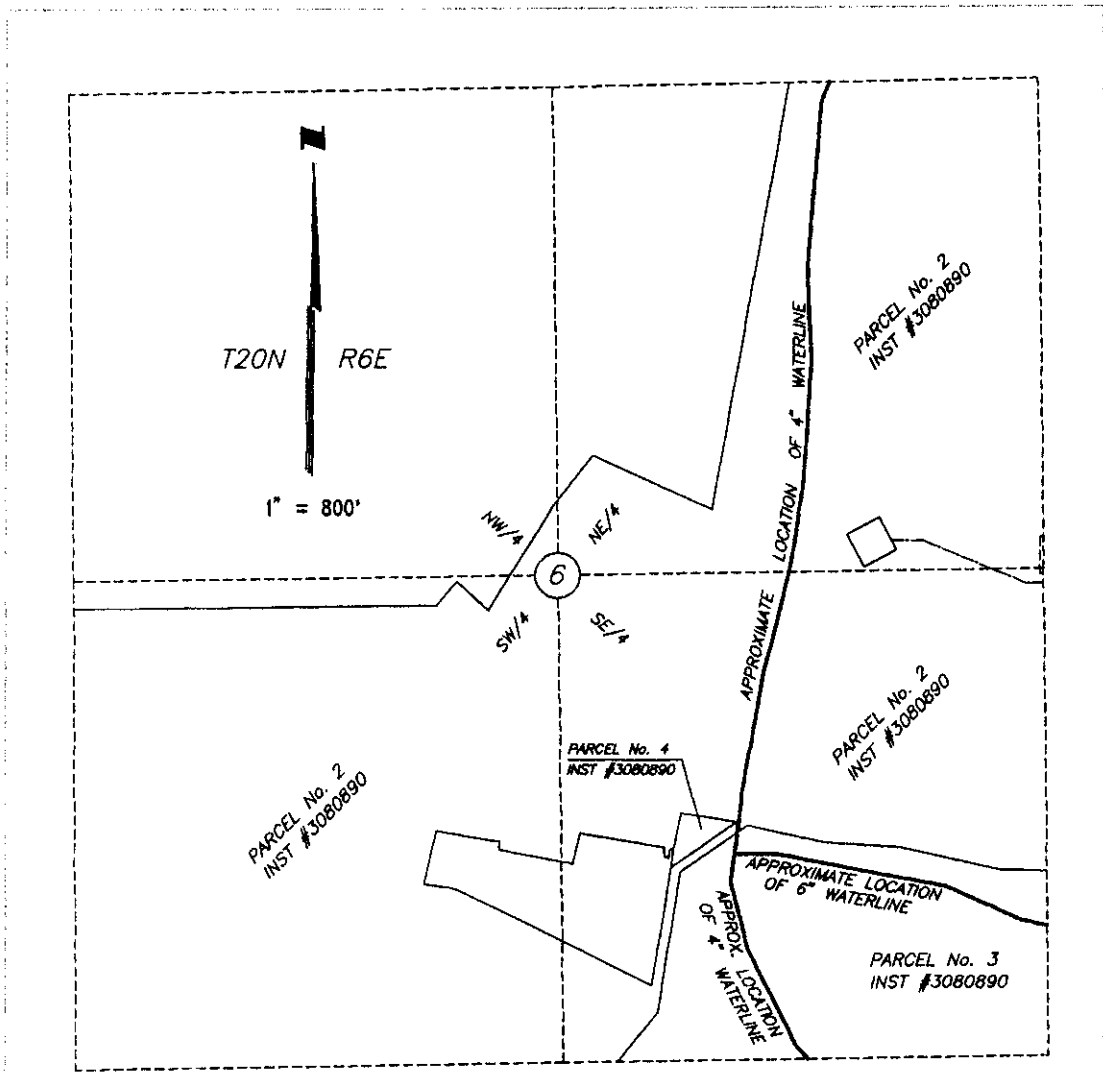 N
T20N R6E
1" = 800'
PARCEL No. 2
INST #3080890
APPROXIMATE LOCATION OF 4" WATERLINE
NW/4
NE/4
6
SW/4
SE/4
PARCEL No. 2
INST #3080890
PARCEL No. 4
INST #3080890
PARCEL No. 2
INST #3080890
APPROXIMATE LOCATION
OF 6" WATERLINE
APPROX. LOCATION
OF 4" WATERLINE
PARCEL No. 3
INST #3080890